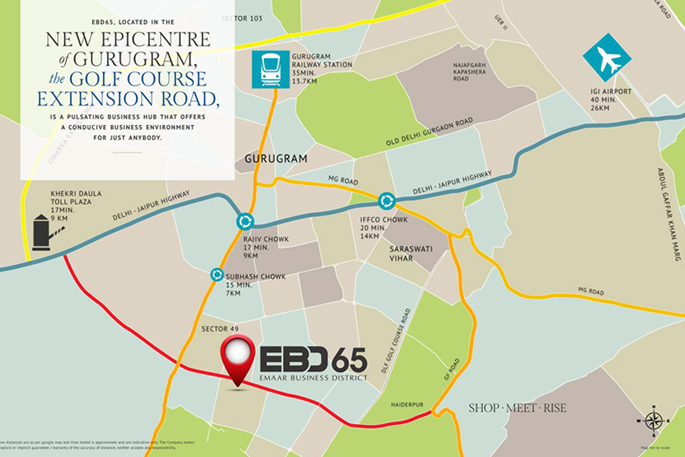 EBD65, LOCATED IN THE
NEW EPICENTRE
of GURUGRAM,
the GOLF COURSE
EXTENSION ROAD,
IS A PULSATING BUSINESS HUB THAT OFFERS
A CONDUCIVE BUSINESS ENVIRONMENT
FOR JUST ANYBODY.
SECTOR 103
UER II
GURUGRAM
RAILWAY STATION
35MIN.
13.7KM
NAJAFGARH
KAPASHERA
ROAD
IGI AIRPORT
40 MIN.
26KM
OLD DELHI GURGAON ROAD
GURUGRAM
MG ROAD
DELHI - JAIPUR HIGHWAY
ABDUL GAFFAR KHAN MARG
KHEKRI DAULA
TOLL PLAZA
17MIN.
9 KM
DELHI - JAIPUR HIGHWAY
RAJIV CHOWK
17 MIN.
9KM
IFFCO CHOWK
20 MIN.
14KM
SARASWATI
VIHAR
SUBHASH CHOWK
15 MIN.
7KM
MG ROAD
SECTOR 49
DLF GOLF COURSE ROAD
EBD 65
EMAAR BUSINESS DISTRICT
GF ROAD
HAIDERPUR
SHOP · MEET · RISE
Map not to scale